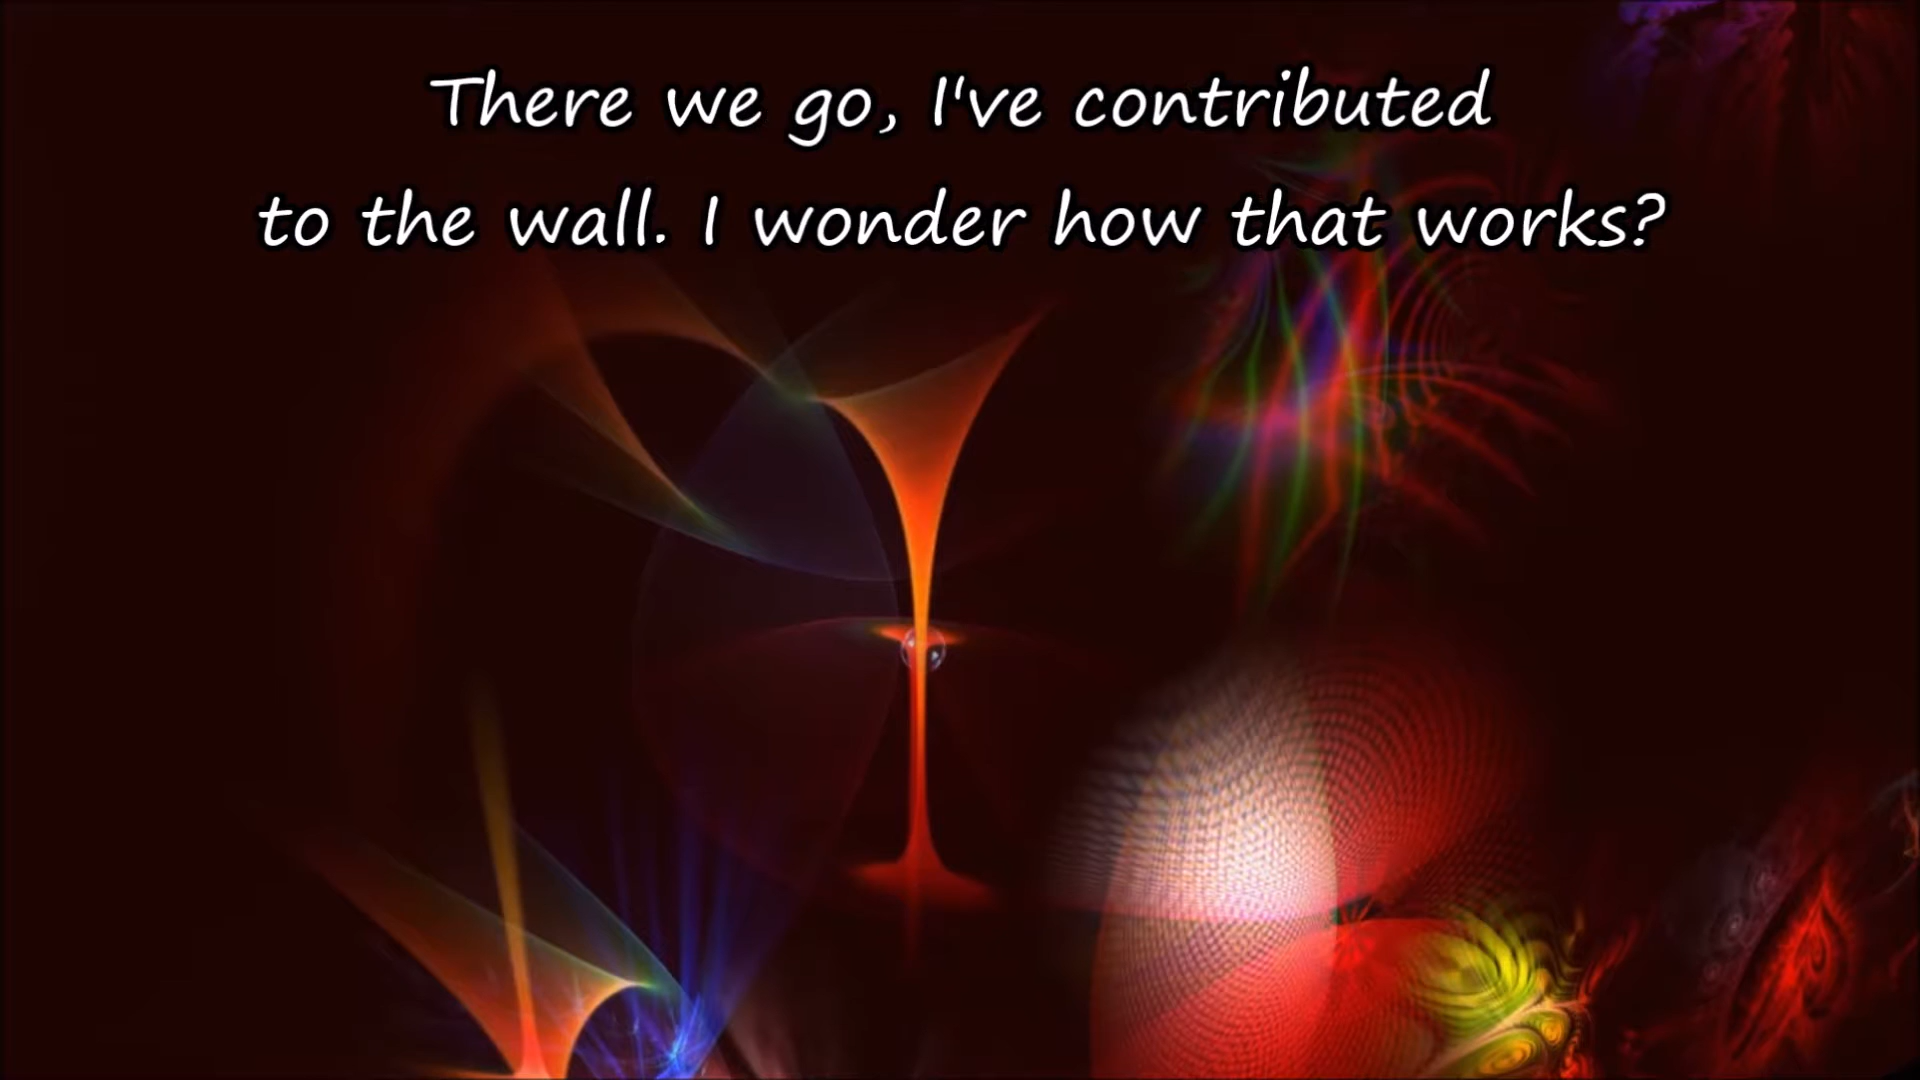 There we go, I've contributed
to the wall. I wonder how that works?